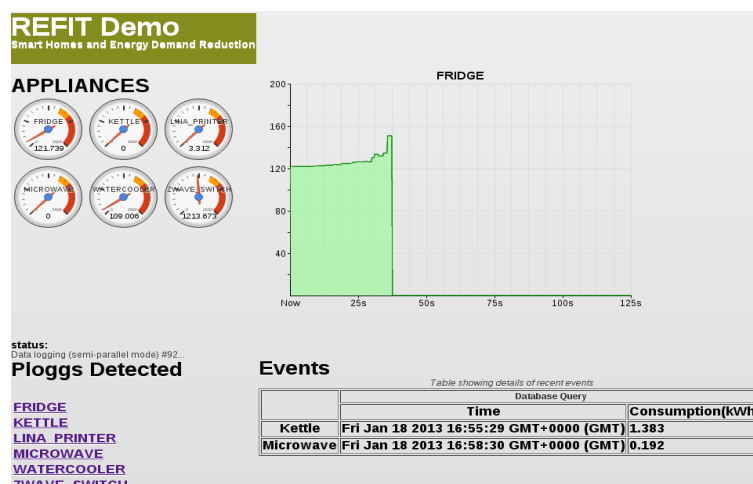 REFIT Demo
Smart Homes and Energy Demand Reduction
APPLIANCES
FRIDGE
121.739
KETTLE
0
LINA_PRINTER
3.312
MICROWAVE
0
WATERCOOLER
109.006
ZWAVE_SWITCH
1213.673
FRIDGE
200
160
120
80
40
Now 25s 50s 75s 100s 125s
status:
Data logging (semi-parallel mode) #92...
Ploggs Detected
FRIDGE
KETTLE
LINA_PRINTER
MICROWAVE
WATERCOOLER
ZWAVE_SWITCH
Events
Table showing details of recent events
Database Query
Time Consumption(kWh
Kettle Fri Jan 18 2013 16:55:29 GMT+0000 (GMT) 1.383
Microwave Fri Jan 18 2013 16:58:30 GMT+0000 (GMT) 0.192